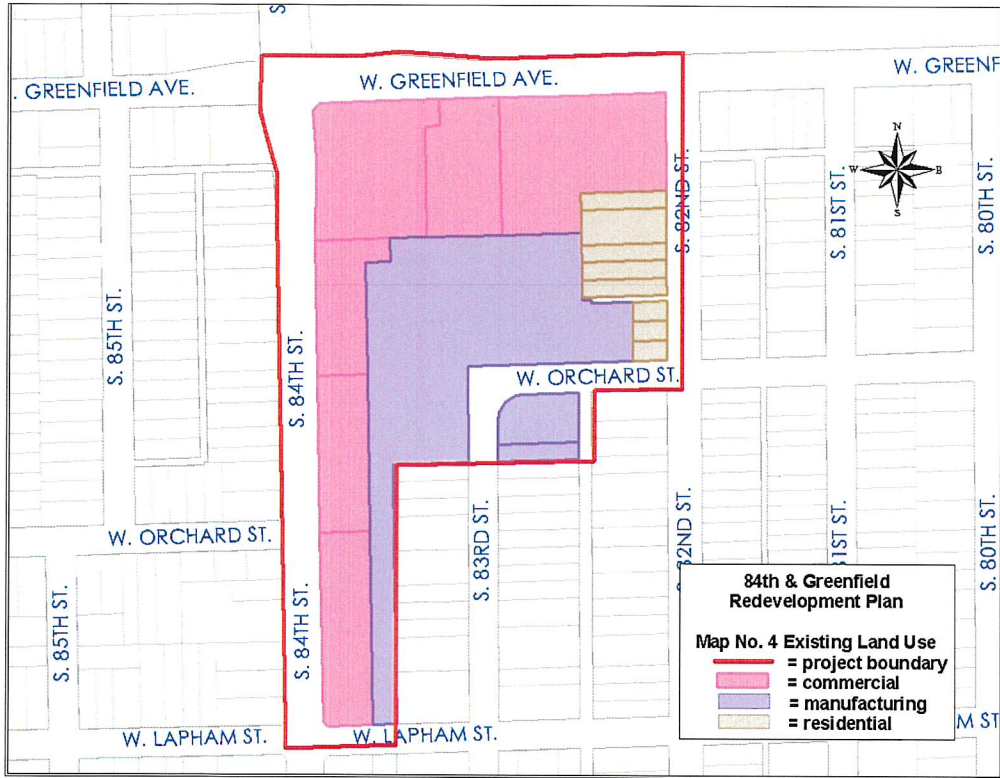 S
. GREENFIELD AVE.
W. GREENFIELD AVE.
W. GREENF
N
W
E
S
S. 82ND ST.
S. 81ST ST.
S. 80TH ST.
S. 85TH ST.
S. 84TH ST.
W. ORCHARD ST.
W. ORCHARD ST.
S. 83RD ST.
82ND ST.
81ST ST.
S. 80TH ST.
S. 85TH ST.
S. 84TH ST.
84th & Greenfield
Redevelopment Plan
Map No. 4 Existing Land Use
= project boundary
= commercial
= manufacturing
= residential
W. LAPHAM ST.
W. LAPHAM ST.
M ST